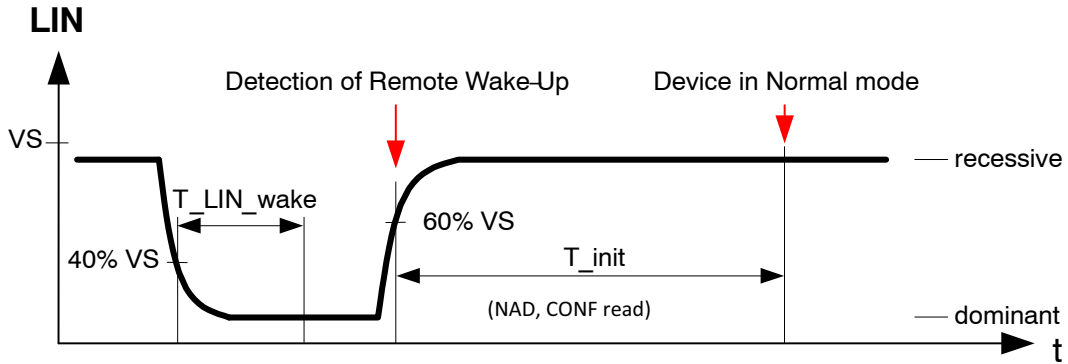 LIN
Detection of Remote Wake-Up
Device in Normal mode
VS
recessive
T_LIN_wake
60% VS
40% VS
T_init
(NAD, CONF read)
dominant
t